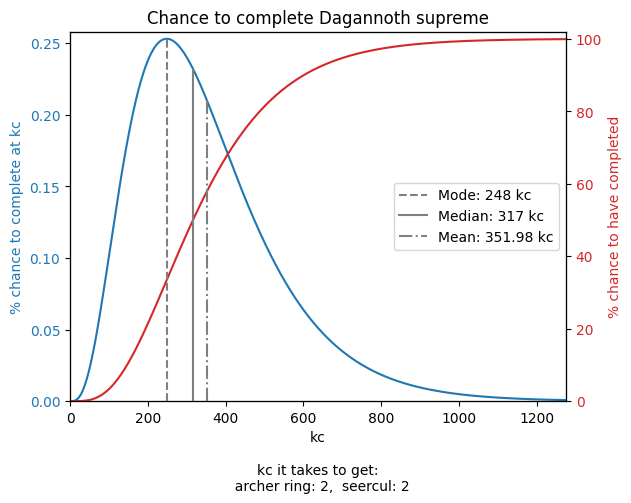 Chance to complete Dagannoth supreme
% chance to complete at kc
0.25
0.20
0.15
0.10
0.05
0.00
100
80
60
40
20
0
% chance to have completed
Mode: 248 kc
Median: 317 kc
Mean: 351.98 kc
0 200 400 600 800 1000 1200
kc
kc it takes to get:
archer ring: 2, seercul: 2